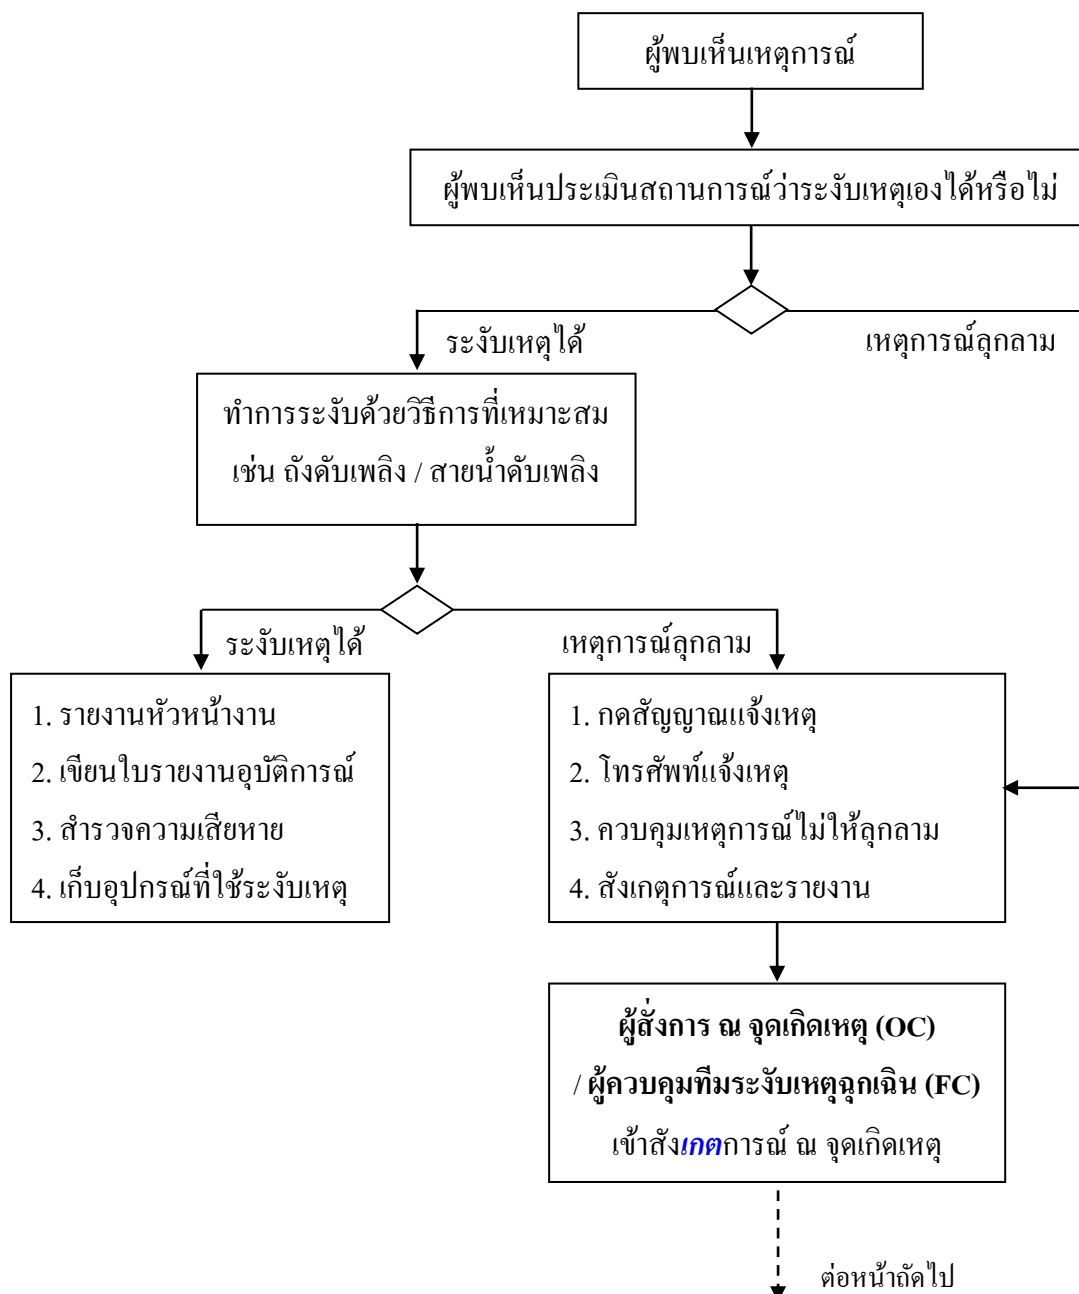 ผู้พบเห็นเหตุการณ์
ผู้พบเห็นประเมินสถานการณ์ว่าระงับเหตุเองได้หรือไม่
ระงับเหตุได้
เหตุการณ์ลุกลาม
ทำการระงับด้วยวิธีการที่เหมาะสม
เช่น ถังดับเพลิง / สายน้ำดับเพลิง
ระงับเหตุได้
เหตุการณ์ลุกลาม
1. รายงานหัวหน้างาน
2. เขียนใบรายงานอุบัติการณ์
3. สำรวจความเสียหาย
4. เก็บอุปกรณ์ที่ใช้ระงับเหตุ
1. กดสัญญาณแจ้งเหตุ
2. โทรศัพท์แจ้งเหตุ
3. ควบคุมเหตุการณ์ไม่ให้ลุกลาม
4. สังเกตุการณ์และรายงาน
ผู้สั่งการ ณ จุดเกิดเหตุ (OC)
/ ผู้ควบคุมทีมระงับเหตุฉุกเฉิน (FC)
เข้าสังเกตการณ์ ณ จุดเกิดเหตุ
ต่อหน้าถัดไป